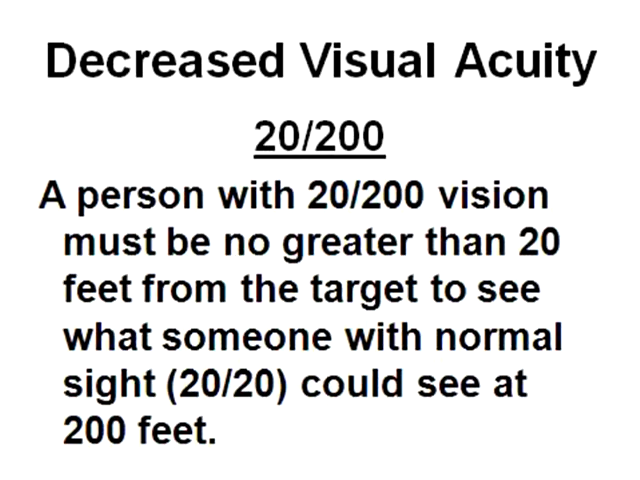 Decreased Visual Acuity
20/200
A person with 20/200 vision
must be no greater than 20
feet from the target to see
what someone with normal
sight (20/20) could see at
200 feet.